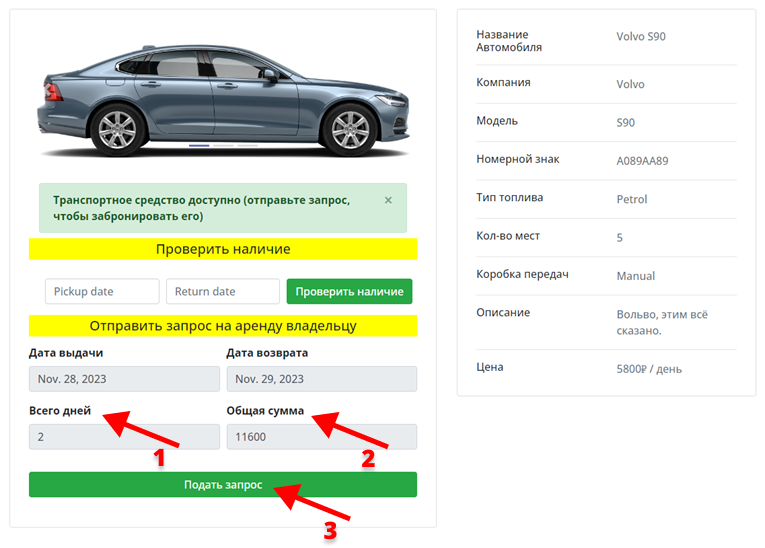 Транспортное средство доступно (отправьте запрос,
чтобы забронировать его)
×
Проверить наличие
Pickup date
Return date
Проверить наличие
Отправить запрос на аренду владельцу
Дата выдачи
Дата возврата
Nov. 28, 2023
Nov. 29, 2023
Всего дней
Общая сумма
2
11600
1
2
Подать запрос
3
Название
Автомобиля
Volvo S90
Компания
Volvo
Модель
S90
Номерной знак
A089AA89
Тип топлива
Petrol
Кол-во мест
5
Коробка передач
Manual
Описание
Вольво, этим всё
сказано.
Цена
5800₽ / день